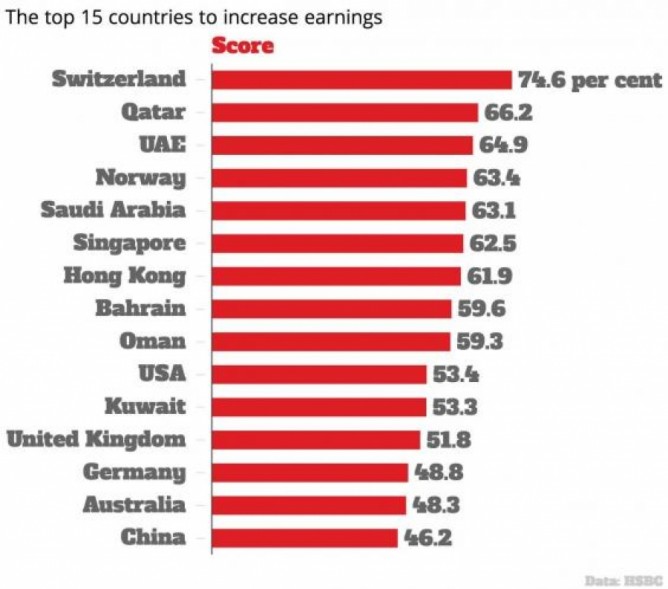 The top 15 countries to increase earnings
Score
Switzerland 74.6 per cent
Qatar 66.2
UAE 64.9
Norway 63.4
Saudi Arabia 63.1
Singapore 62.5
Hong Kong 61.9
Bahrain 59.6
Oman 59.3
USA 53.4
Kuwait 53.3
United Kingdom 51.8
Germany 48.8
Australia 48.3
China 46.2
Data: HSBC